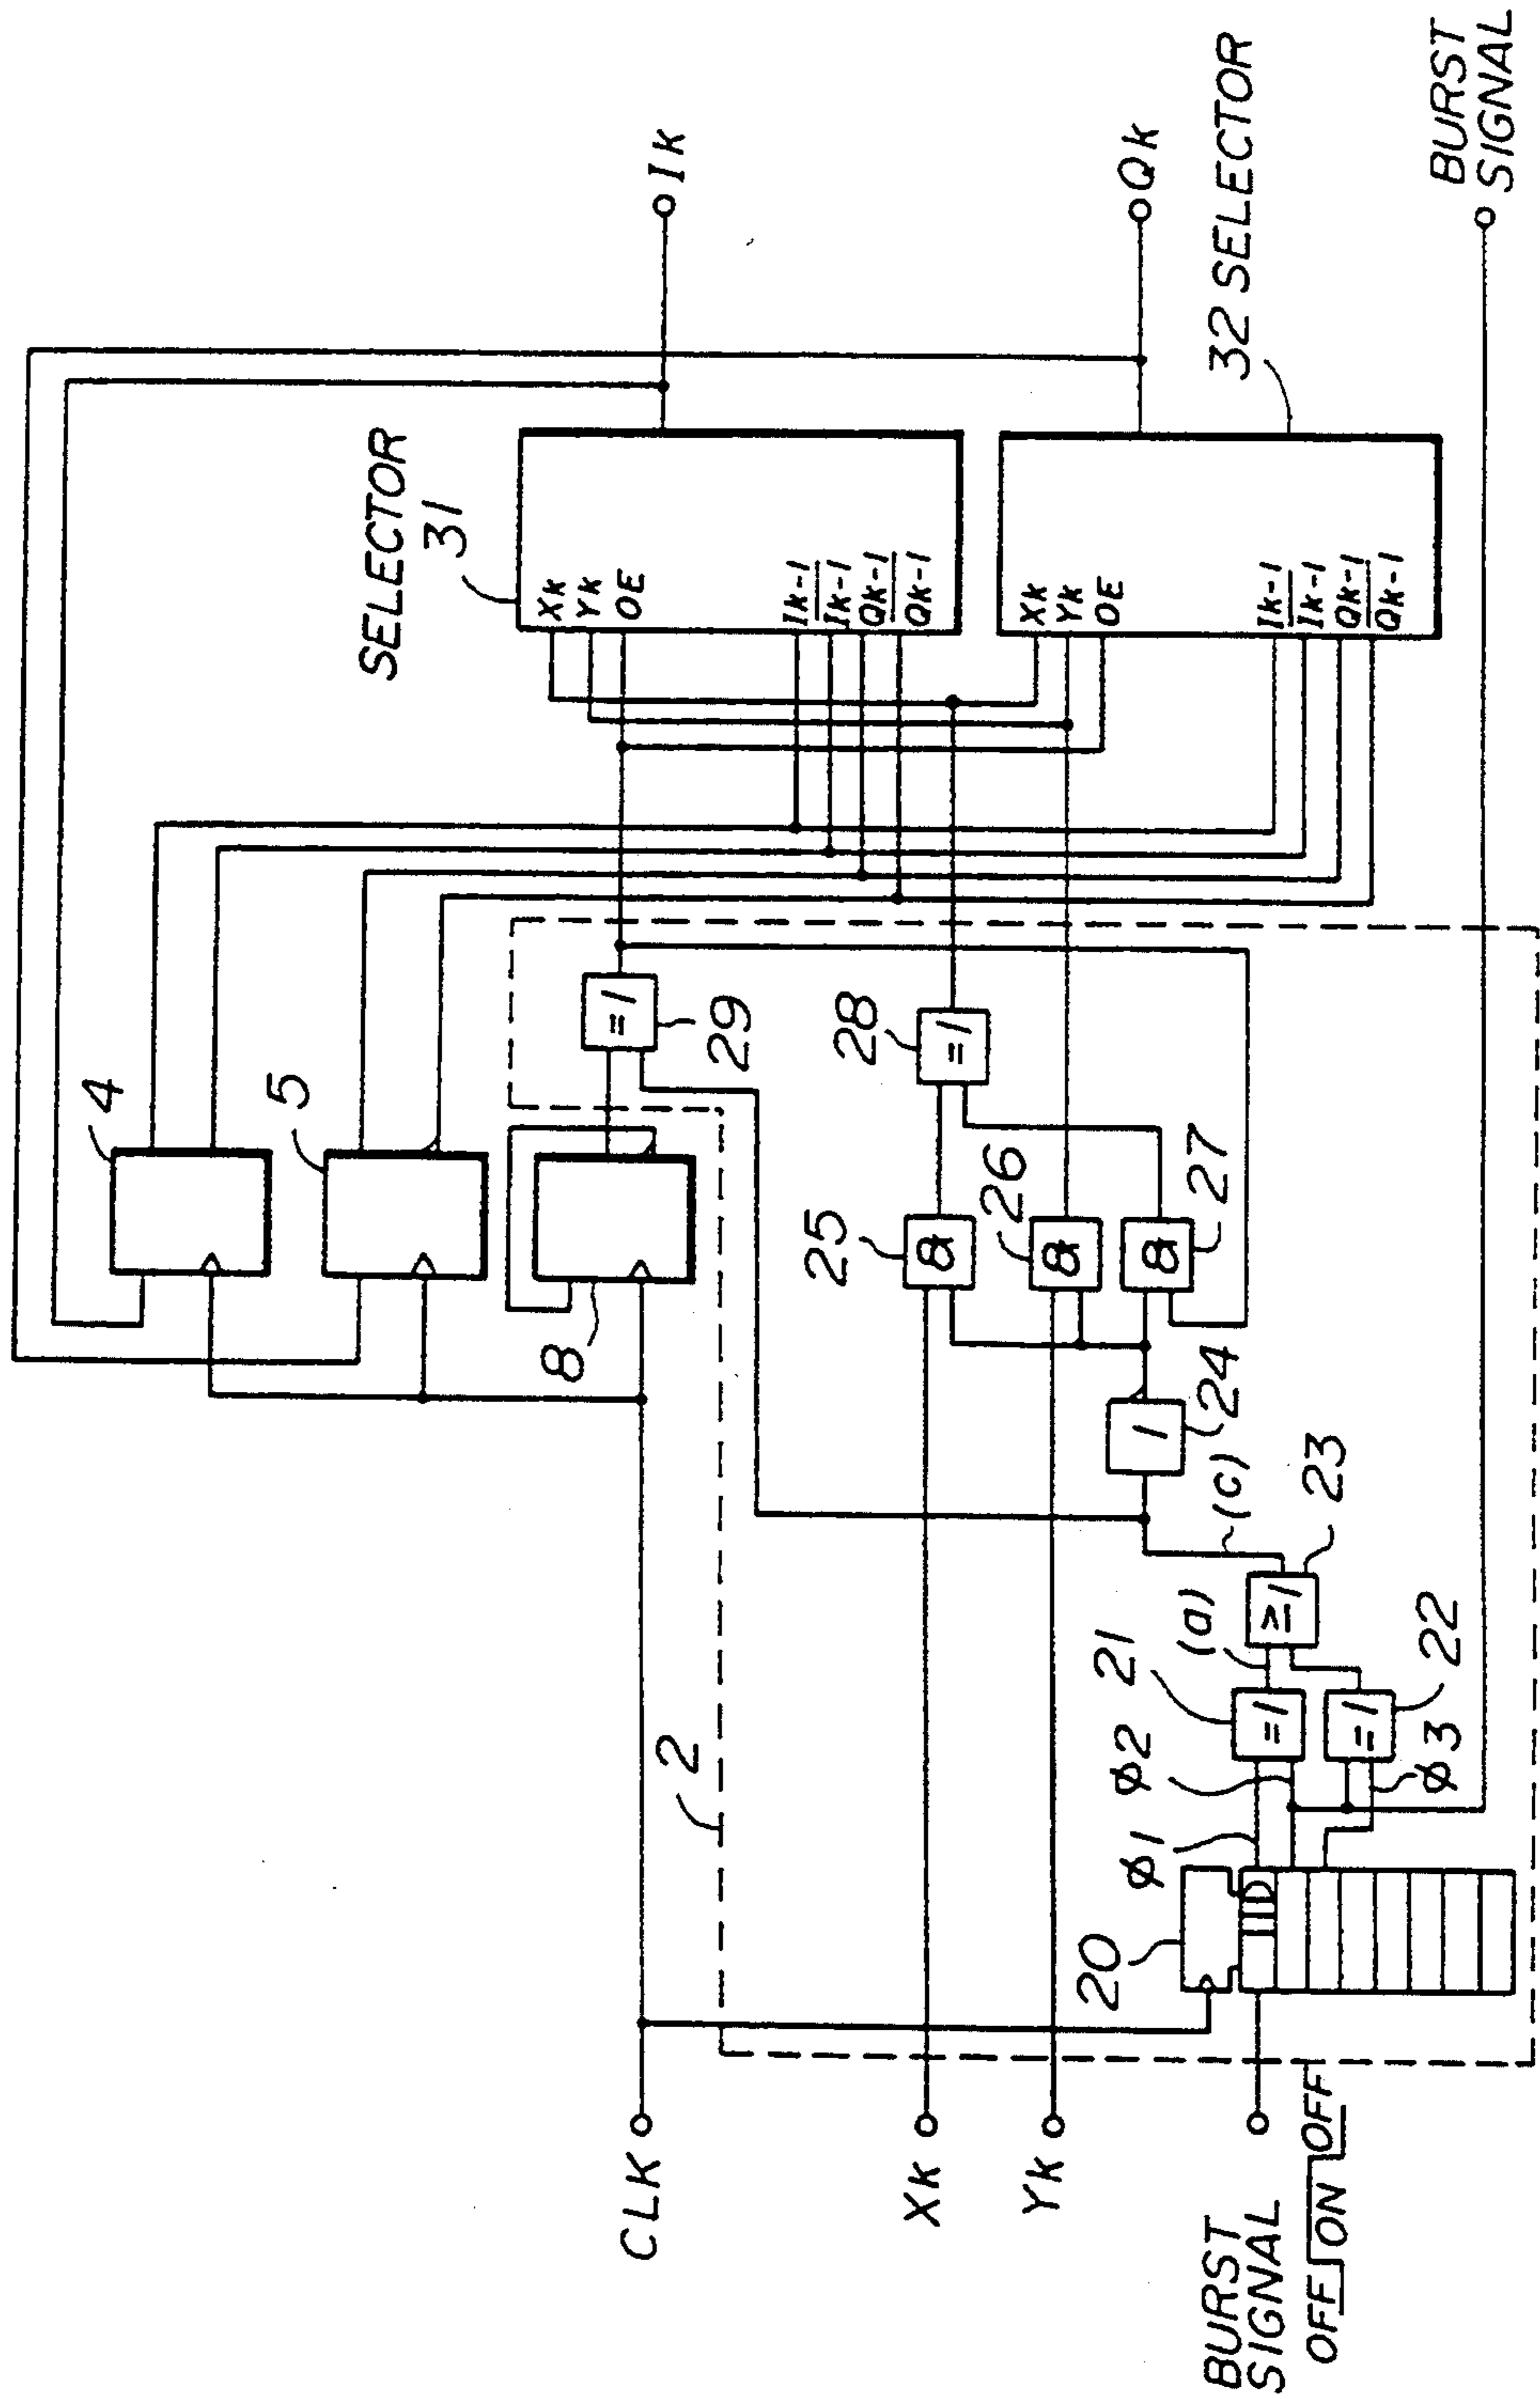 SELECTOR
31
Xk
Yk
OE
Ik-1
Ik-1
Qk-1
Qk-1
Ik
32 SELECTOR
Xk
Yk
OE
Ik-1
Ik-1
Qk-1
Qk-1
Qk
BURST
SIGNAL
4
5
8
=1
29
=1
28
&
25
&
26
&
27
1
24
(c)
≥1
23
(a)
=1
21
=1
22
ø1
ø2
ø3
20
2
CLK
Xk
Yk
BURST
SIGNAL
OFF ON OFF